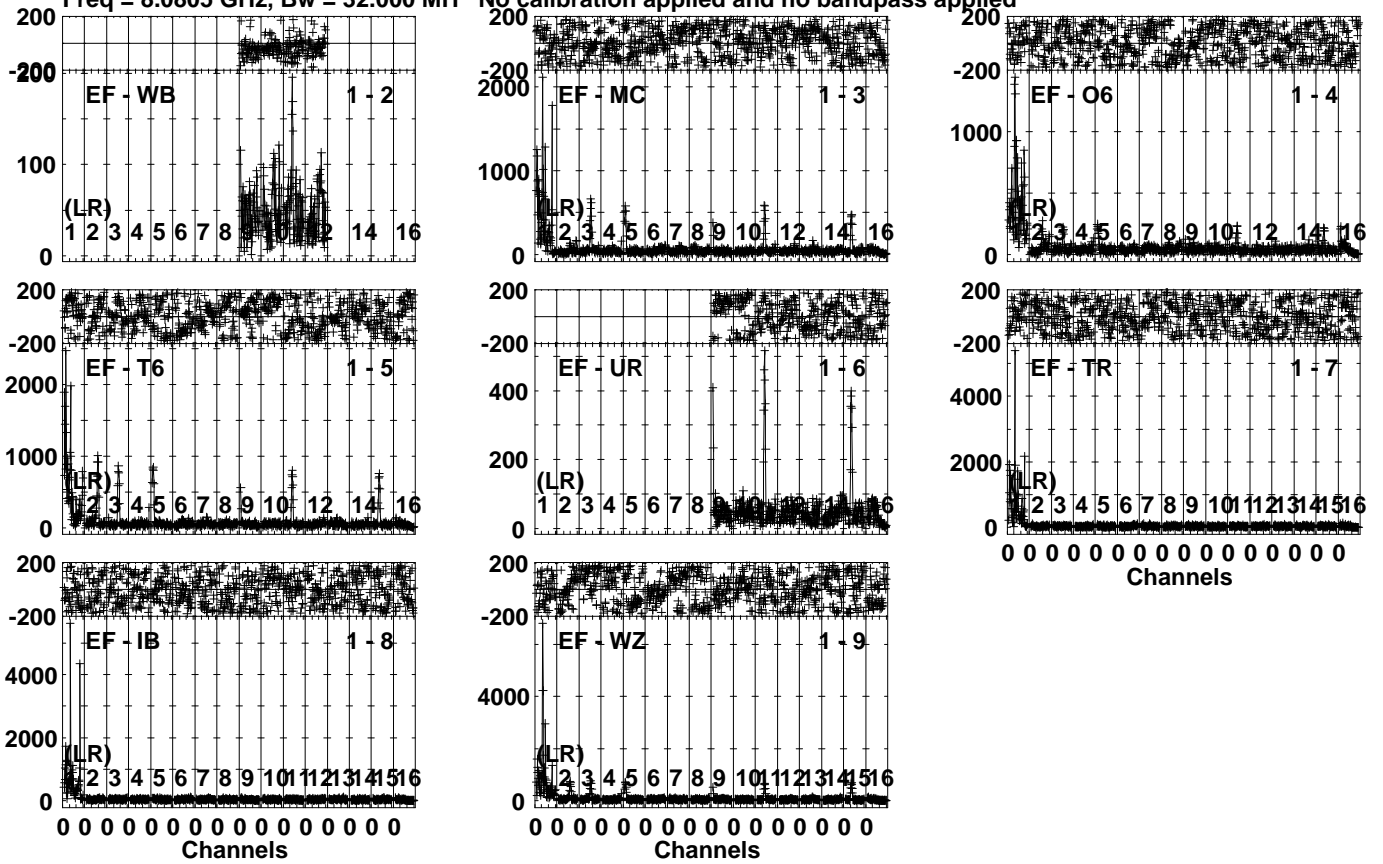 Freq = 8.0805 GHz, Bw = 32.000 MH No calibration applied and no bandpass applied
200 200 200
-200 -200 -200
200 2000
EF - WB 1 - 2 EF - MC 1 - 3 EF - O6 1 - 4
1000
100 1000
(LR) (LR) (LR)
1 2 3 4 5 6 7 8 9 10 12 14 16 2 3 4 5 6 7 8 9 10 12 14 16 2 3 4 5 6 7 8 9 10 12 14 16
0 0 0
200 200 200
-200 -200 -200
EF - T6 1 - 5 EF - UR 1 - 6 EF - TR 1 - 7
2000 400 4000
1000 200 2000
(LR) (LR) (LR)
1 2 3 4 5 6 7 8 9 10 12 14 16 1 2 3 4 5 6 7 8 12 14 16 2 3 4 5 6 7 8 9 10 11 12 13 14 15 16
0 0 0
0 0 0 0 0 0 0 0 0 0 0 0 0 0 0 0
Channels
200 200
-200 -200
EF - IB 1 - 8 EF - WZ 1 - 9
4000 4000
2000
(LR) (LR)
2 3 4 5 6 7 8 9 10 11 12 13 14 15 16 2 3 4 5 6 7 8 9 10 11 12 13 14 15 16
0 0
0 0 0 0 0 0 0 0 0 0 0 0 0 0 0 0 0 0 0 0 0 0 0 0 0 0 0 0 0 0 0 0
Channels Channels